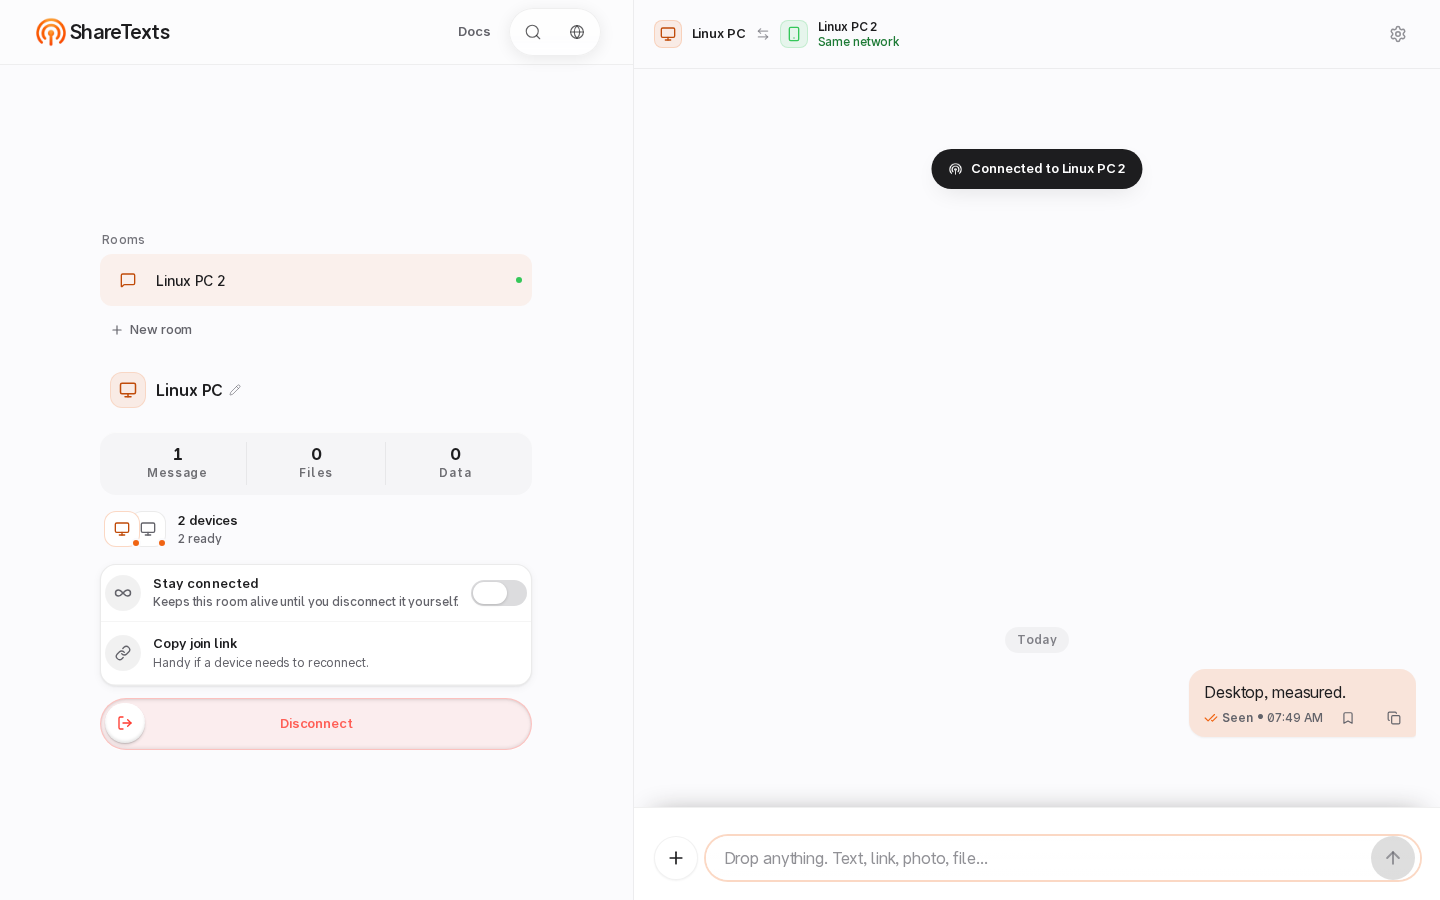 ShareTexts
Docs
Rooms
Linux PC 2
New room
Linux PC
1
Message
0
Files
0
Data
2 devices
2 ready
Stay connected
Keeps this room alive until you disconnect it yourself.
Copy join link
Handy if a device needs to reconnect.
Disconnect
Linux PC
Linux PC 2
Same network
Connected to Linux PC 2
Today
Desktop, measured.
Seen • 07:49 AM
Drop anything. Text, link, photo, file...